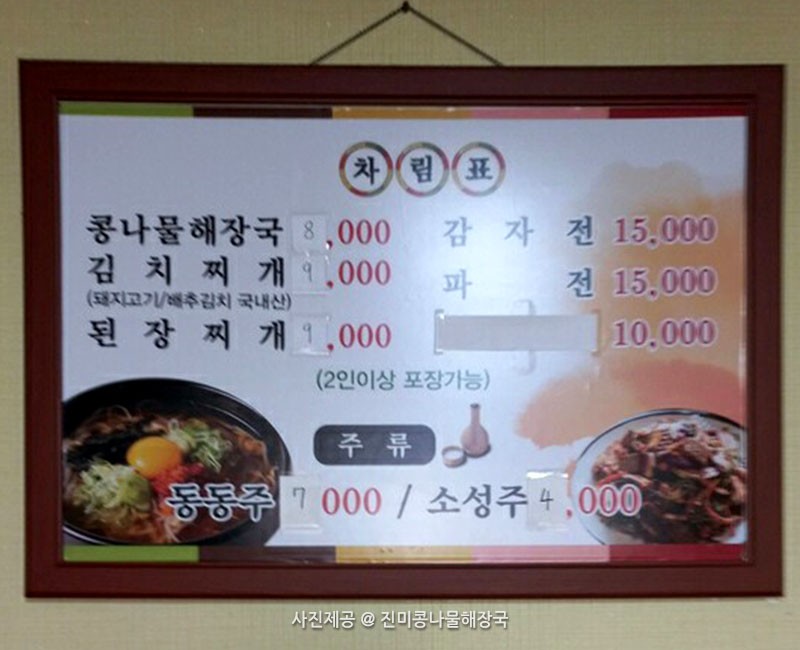 차림표
콩나물해장국 8,000
김치찌개 9,000
(돼지고기/배추김치 국내산)
된장찌개 9,000
감자전 15,000
파전 15,000
10,000
(2인이상 포장가능)
주류
동동주 7 000 / 소성주 4,000
사진제공 @ 진미콩나물해장국